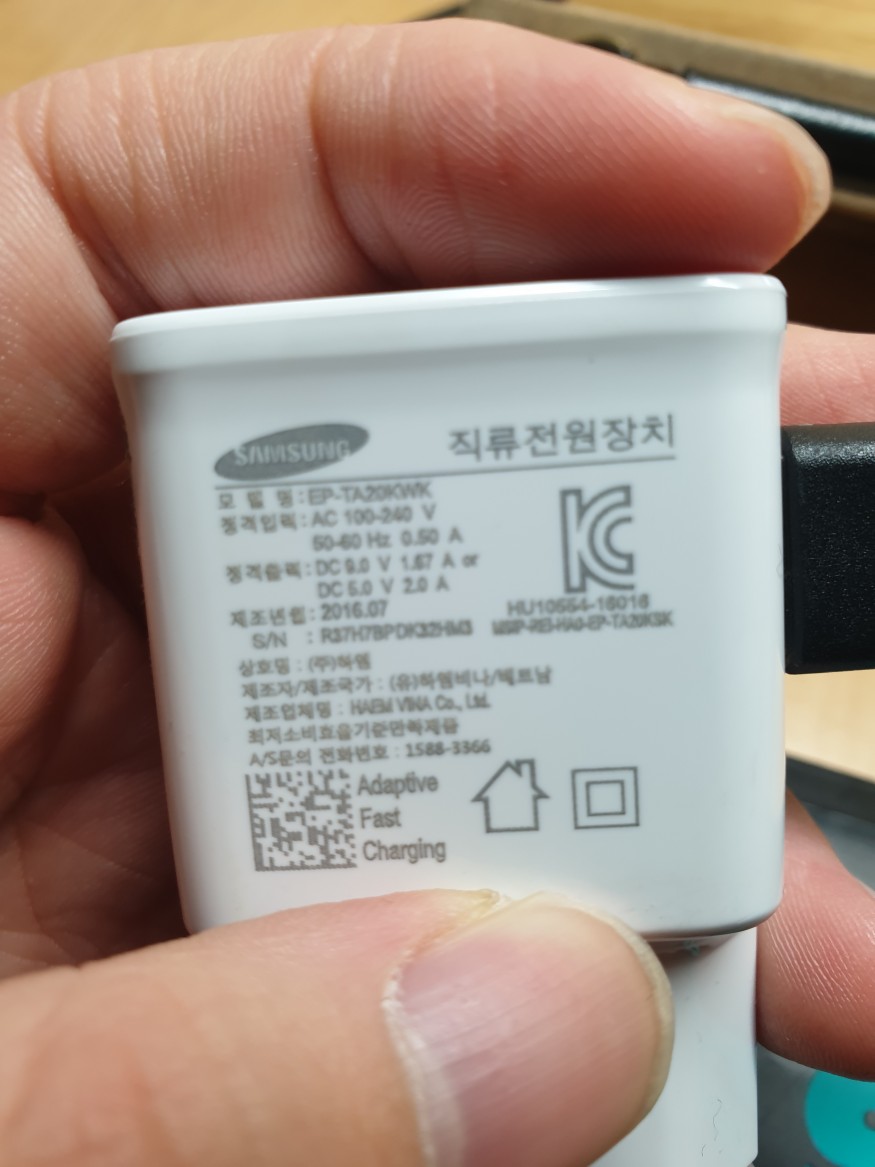 SAMSUNG
직류전원장치
모 델 명 : EP-TA20KWK
정격입력 : AC 100-240 V
50-60 Hz 0.50 A
정격출력 : DC 9.0 V 1.67 A or
DC 5.0 V 2.0 A
제조년월 : 2016.07
S/N : R37H7BPDK32HM3
HU10554-16016
상호명 : (주)하엠
제조자/제조국가 : (유)하엠비나/베트남
제조업체명 : HAEM VINA Co., Ltd.
최저소비효율기준만족제품
A/S문의 전화번호 : 1588-3366
Adaptive
Fast
Charging